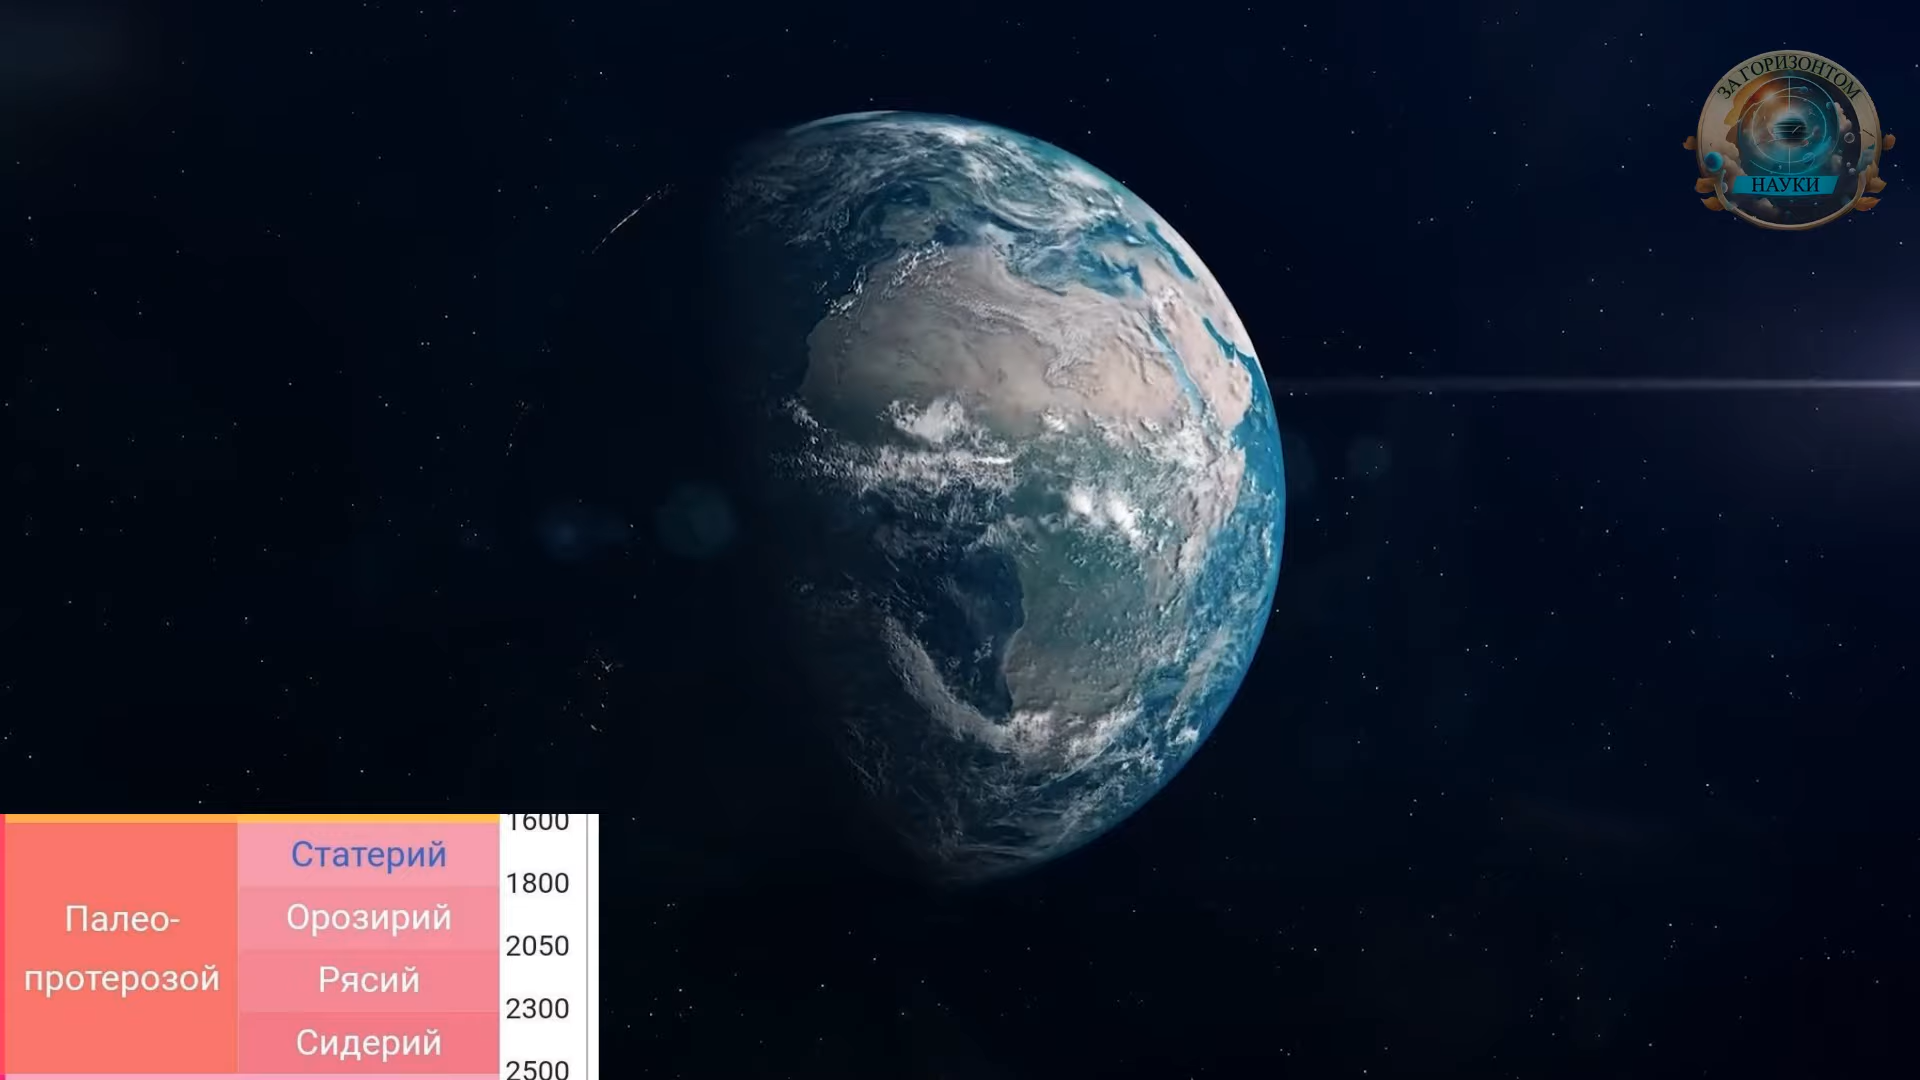 ЗА ГОРИЗОНТОМ
НАУКИ
1600
Статерий
1800
Палео-
Орозирий
2050
протерозой
Рясий
2300
Сидерий
2500